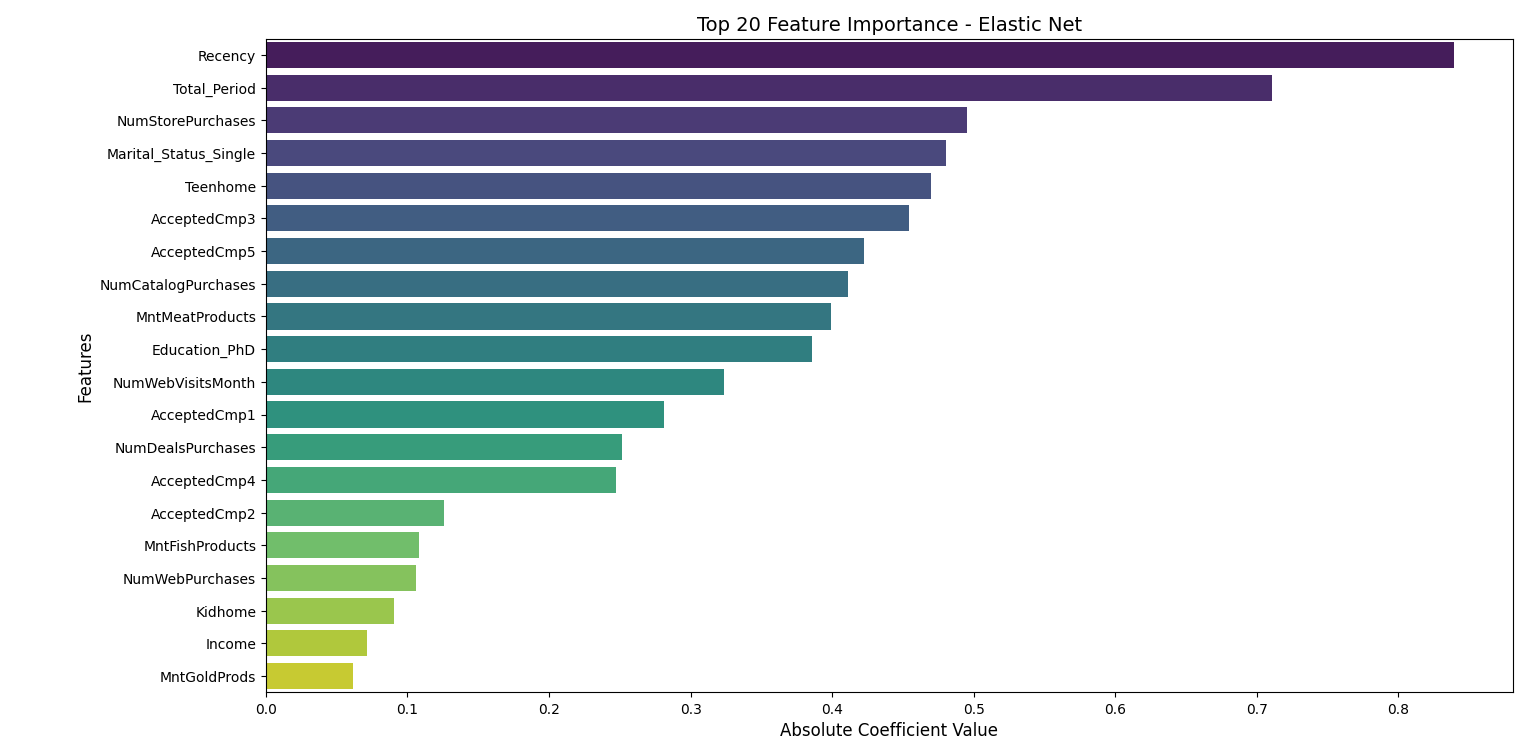 Top 20 Feature Importance - Elastic Net
Recency
Total_Period
NumStorePurchases
Marital_Status_Single
Teenhome
AcceptedCmp3
AcceptedCmp5
NumCatalogPurchases
MntMeatProducts
Education_PhD
NumWebVisitsMonth
AcceptedCmp1
NumDealsPurchases
AcceptedCmp4
AcceptedCmp2
MntFishProducts
NumWebPurchases
Kidhome
Income
MntGoldProds
Features
0.0 0.1 0.2 0.3 0.4 0.5 0.6 0.7 0.8
Absolute Coefficient Value